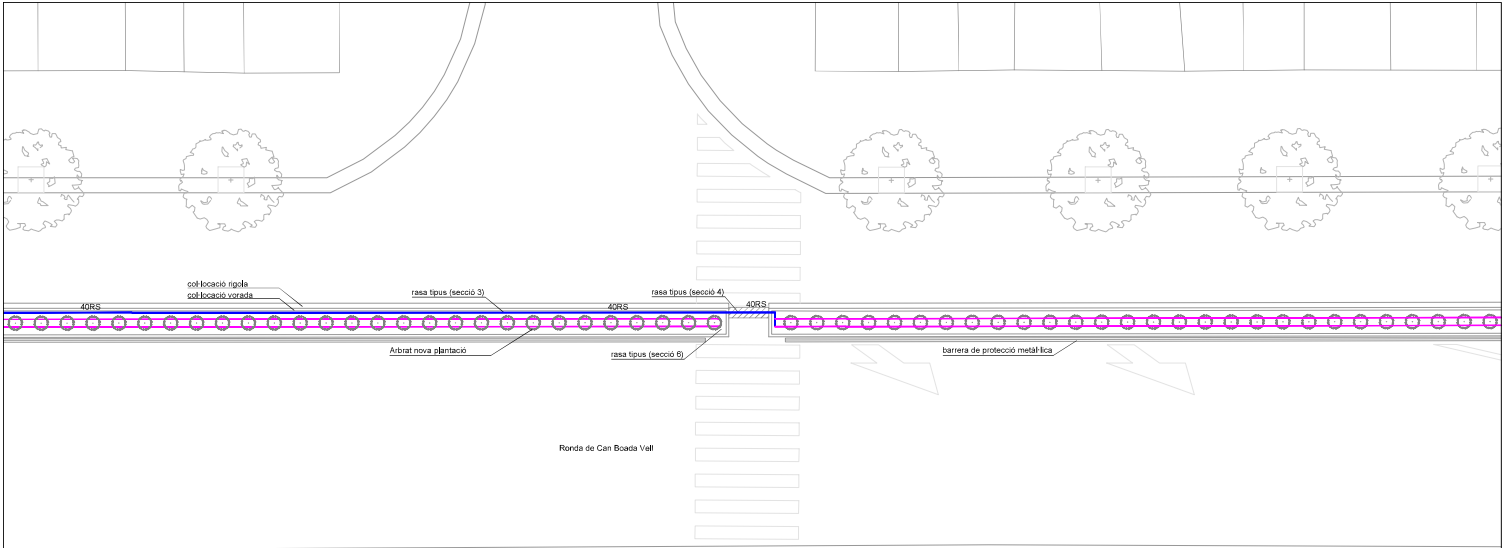 col·locació rigola
col·locació vorada
rasa tipus (secció 3)
rasa tipus (secció 4)
40RS
40RS
40RS
Arbrat nova plantació
rasa tipus (secció 6)
barrera de protecció metàl·lica
Ronda de Can Boada Vell